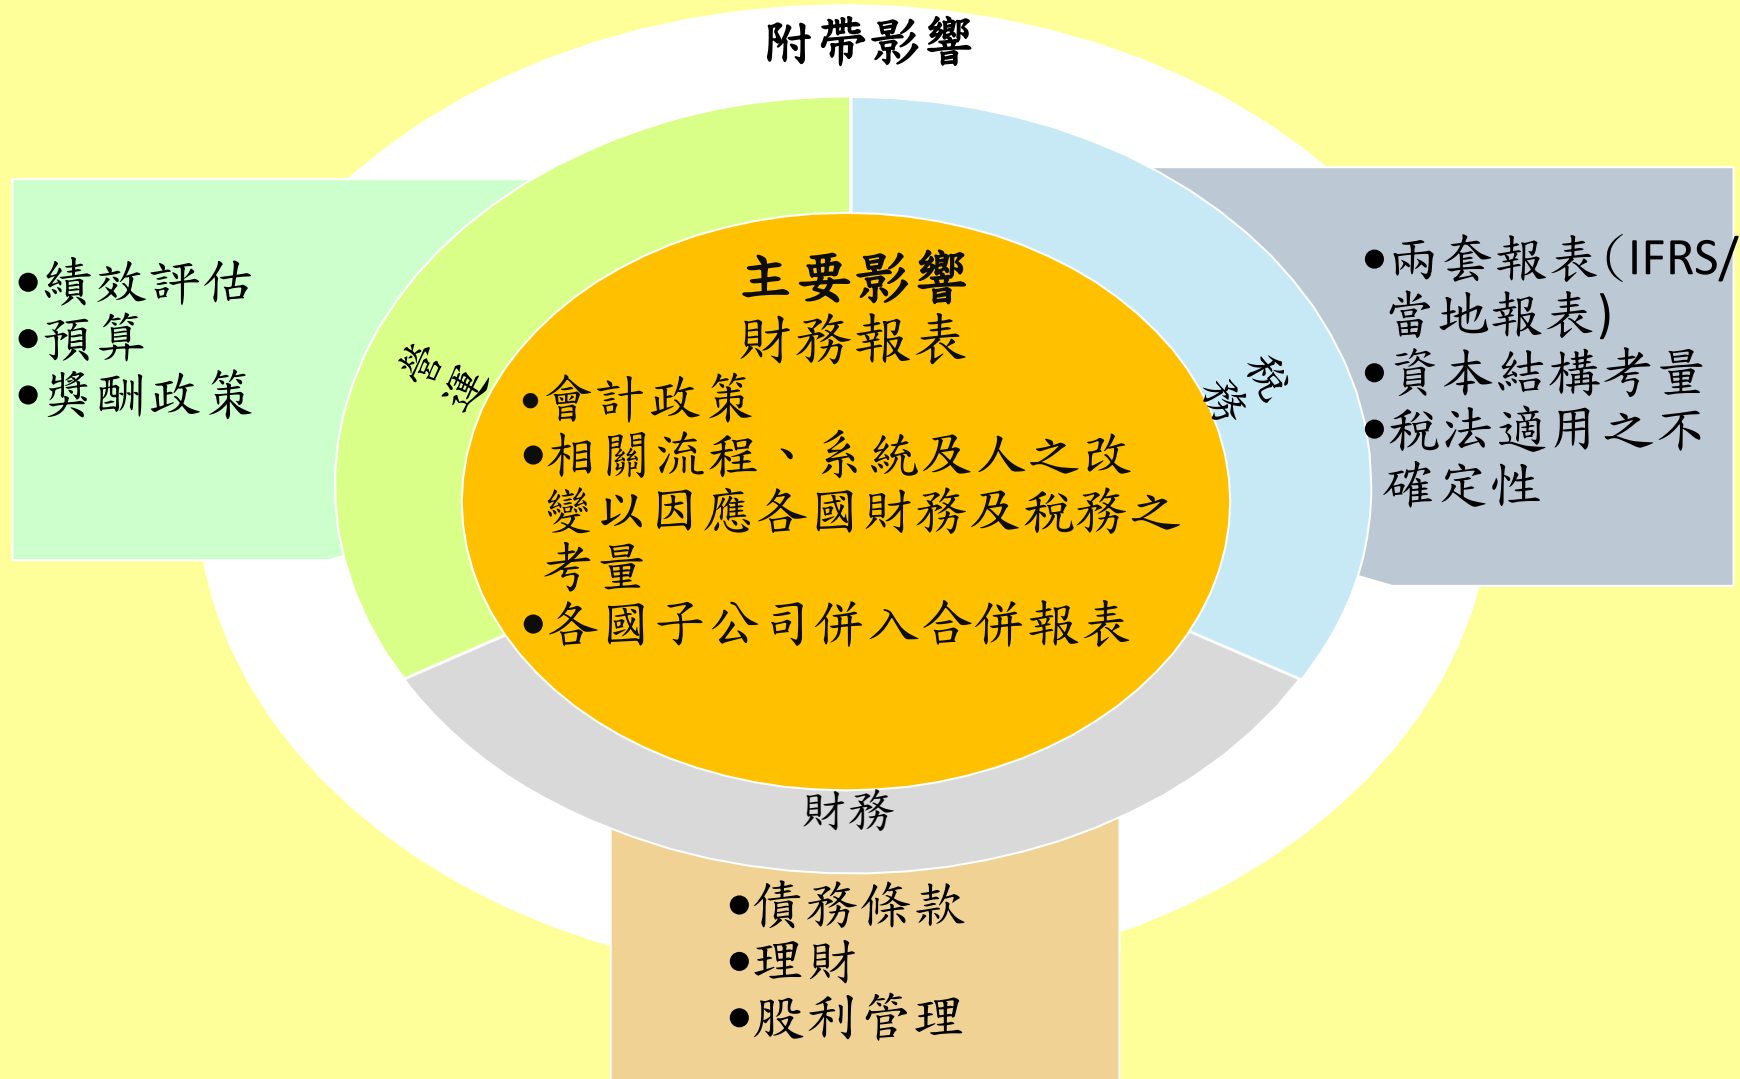 附帶影響
主要影響
財務報表
•會計政策
•相關流程、系統及人之改
變以因應各國財務及稅務之
考量
•各國子公司併入合併報表
營運
•績效評估
•預算
•獎酬政策
稅務
•兩套報表(IFRS/
當地報表)
•資本結構考量
•稅法適用之不
確定性
財務
•債務條款
•理財
•股利管理